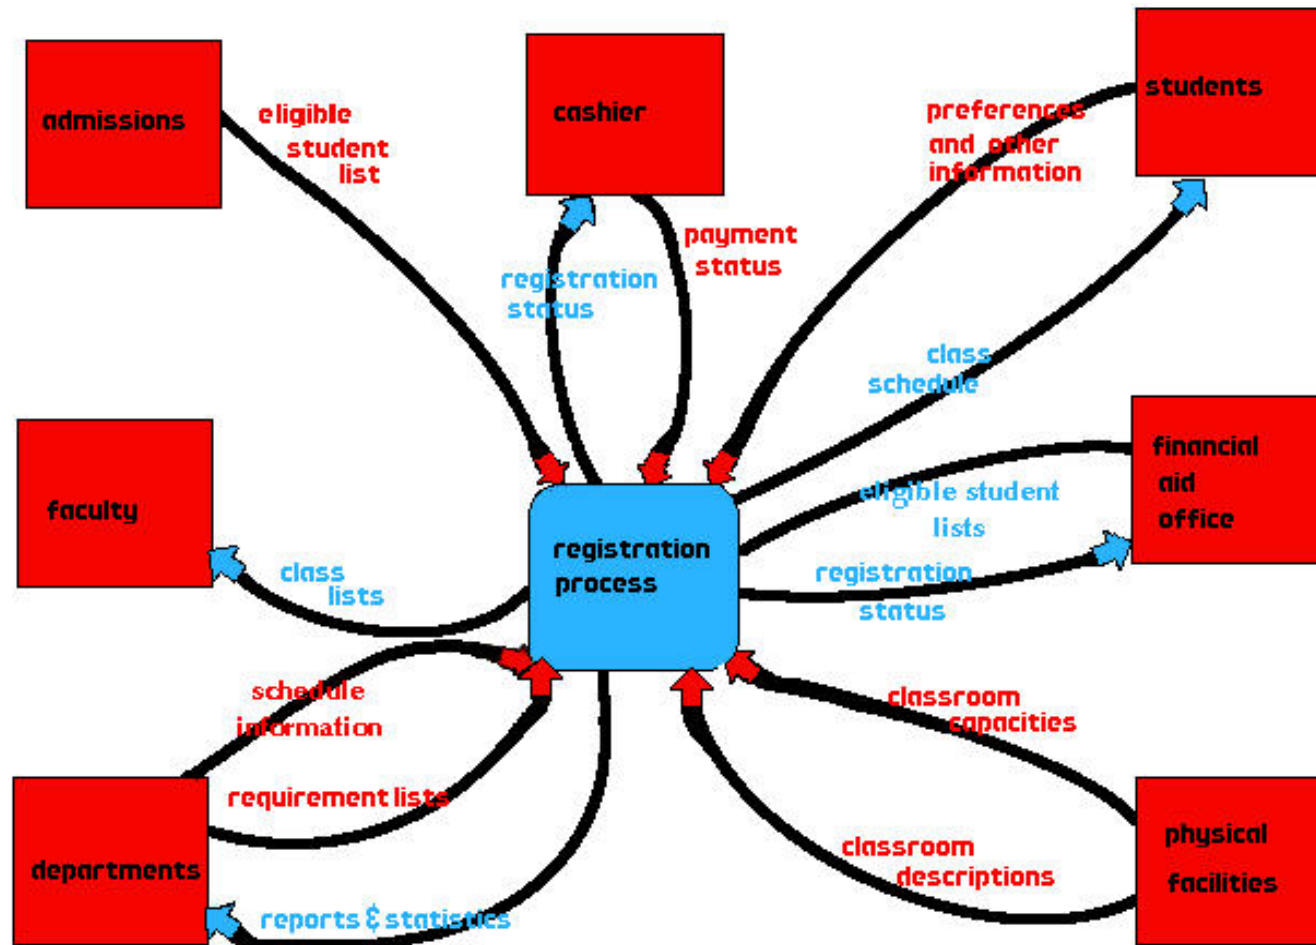 admissions
eligible
student
list
cashier
registration
status
payment
status
preferences
and other
information
students
class
schedule
financial
aid
office
eligible student
lists
registration
status
faculty
class
lists
registration
process
schedule
information
requirement lists
departments
reports & statistics
classroom
capacities
classroom
descriptions
physical
facilities